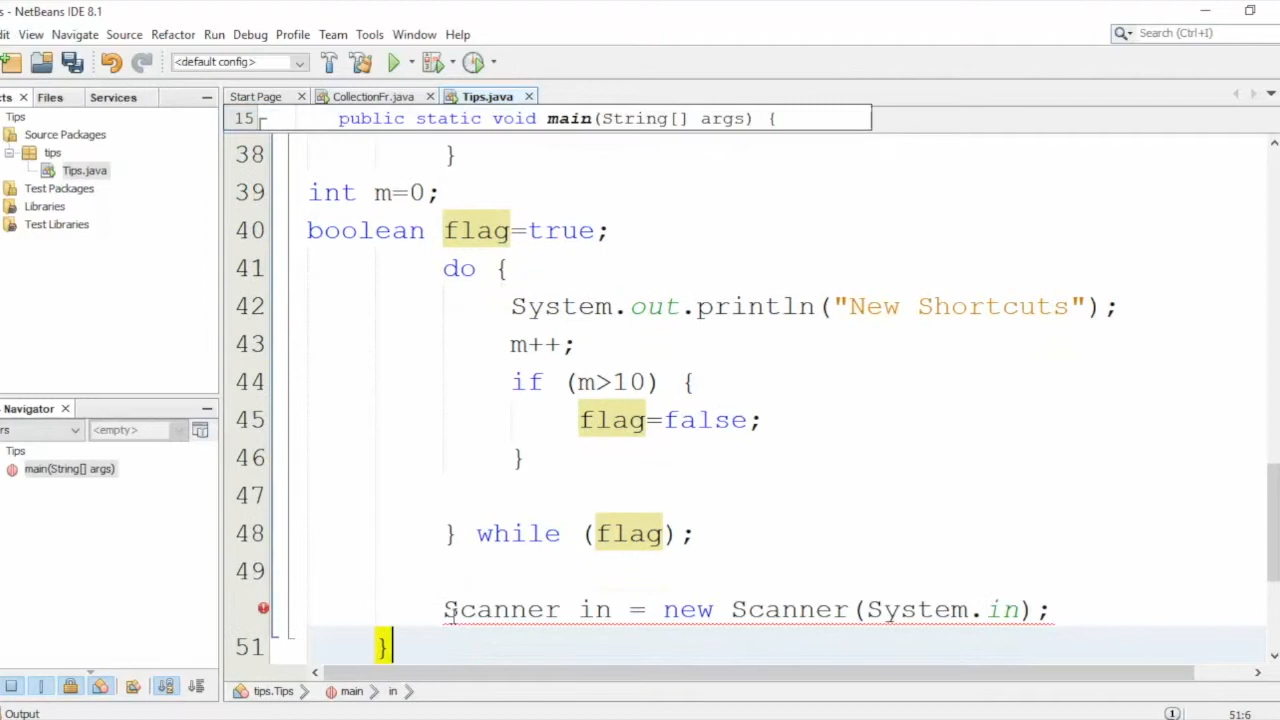 s - NetBeans IDE 8.1
dit View Navigate Source Refactor Run Debug Profile Team Tools Window Help
Search (Ctrl+I)
<default config>
cts Files Services
Start Page CollectionFr.java Tips.java
Tips
Source Packages
tips
Tips.java
Test Packages
Libraries
Test Libraries
15 public static void main(String[] args) {
38 }
39 int m=0;
40 boolean flag=true;
41 do {
42 System.out.println("New Shortcuts");
43 m++;
44 if (m>10) {
45 flag=false;
46 }
47
48 } while (flag);
49
Scanner in = new Scanner(System.in);
51 }
Navigator
rs <empty>
Tips
main(String[] args)
tips.Tips main in
Output
1 51:6